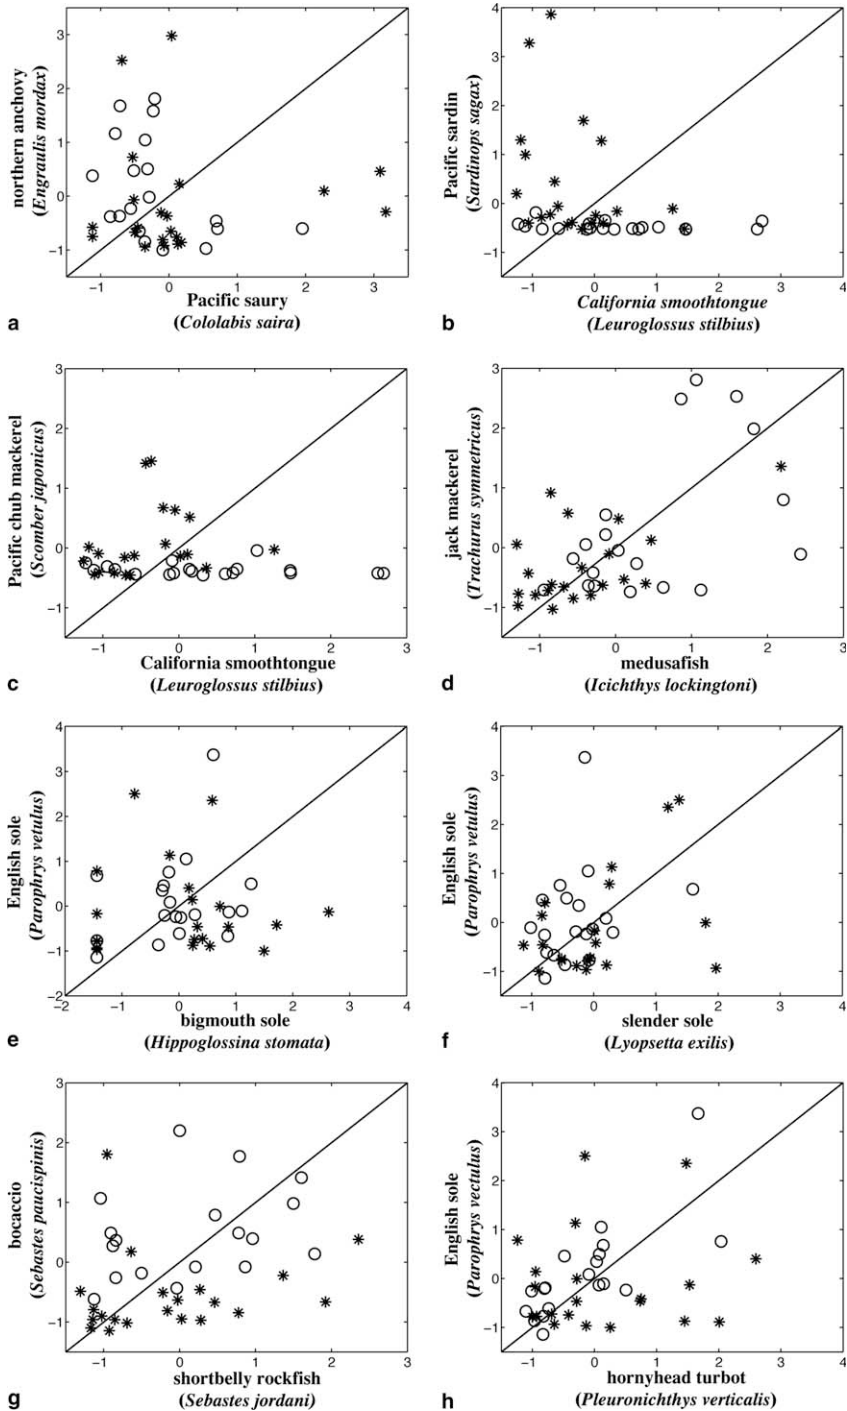 3
2
1
0
−1
northern anchovy
(Engraulis mordax)
−1 0 1 2 3
Pacific saury
(Cololabis saira)
a
4
3
2
1
0
−1
Pacific sardin
(Sardinops sagax)
−1 0 1 2 3 4
California smoothtongue
(Leuroglossus stilbius)
b
3
2
1
0
−1
Pacific chub mackerel
(Scomber japonicus)
−1 0 1 2 3
California smoothtongue
(Leuroglossus stilbius)
c
3
2
1
0
−1
jack mackerel
(Trachurus symmetricus)
−1 0 1 2 3
medusafish
(Icichthys lockingtoni)
d
4
3
2
1
0
−1
−2
English sole
(Parophrys vetulus)
−2 −1 0 1 2 3 4
bigmouth sole
(Hippoglossina stomata)
e
4
3
2
1
0
−1
English sole
(Parophrys vetulus)
−1 0 1 2 3 4
slender sole
(Lyopsetta exilis)
f
3
2
1
0
−1
bocaccio
(Sebastes paucispinis)
−1 0 1 2 3
shortbelly rockfish
(Sebastes jordani)
g
4
3
2
1
0
−1
English sole
(Parophrys vectulus)
−1 0 1 2 3 4
hornyhead turbot
(Pleuronichthys verticalis)
h